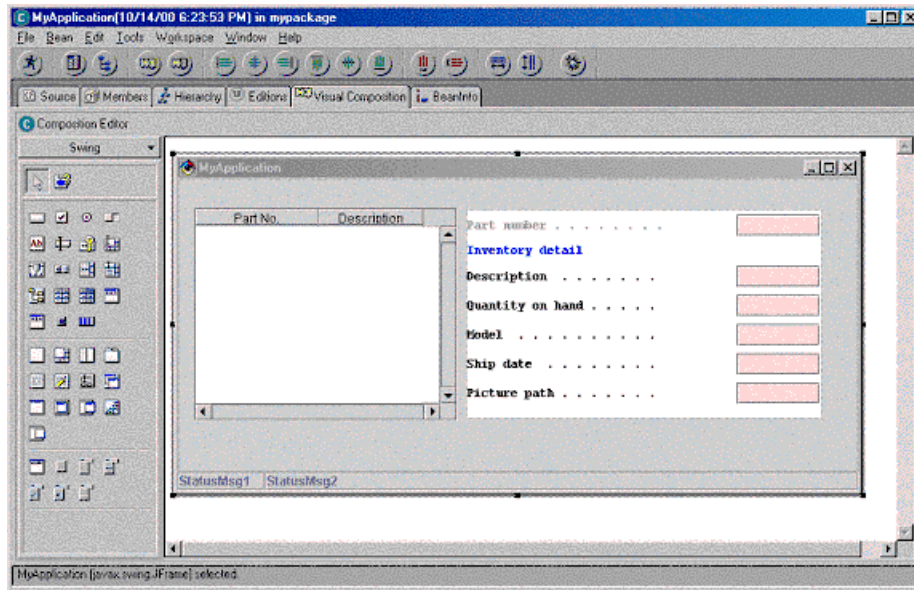 MyApplication(10/14/00 6:23:53 PM) in mypackage
File Bean Edit Tools Workspace Window Help
Source Members Hierarchy Editions Visual Composition BeanInfo
Composition Editor
Swing
MyApplication
Part No. Description
Part number . . . . . . . .
Inventory detail
Description . . . . . . .
Quantity on hand . . . . .
Model . . . . . . . . . .
Ship date . . . . . . . .
Picture path . . . . . . .
StatusMsg1 StatusMsg2
MyApplication (javax.swing.JFrame) selected.